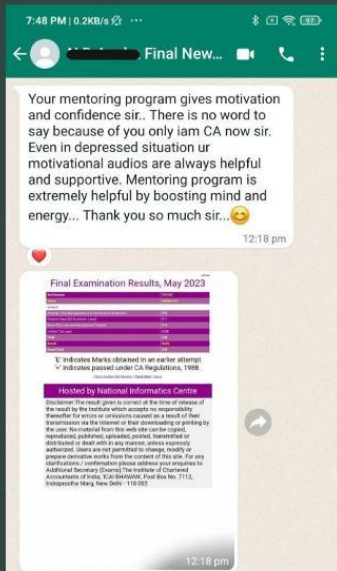 7:48 PM | 0.2KB/s
Final New...
Your mentoring program gives motivation
and confidence sir.. There is no word to
say because of you only iam CA now sir.
Even in depressed situation ur
motivational audios are always helpful
and supportive. Mentoring program is
extremely helpful by boosting mind and
energy... Thank you so much sir...😊
12:18 pm
Final Examination Results, May 2023
'E' Indicates Marks obtained in an earlier attempt
indicates passed under CA Regulations, 1988.
Hosted by National Informatics Centre
Disclaimer: The result given is correct at the time of release of
the result by the Institute which accepts no responsibility
thereafter for errors or omissions caused as a result of their
transmission via the internet or their downloading or printing by
the user. No material from this web site can be copied,
reproduced, published, uploaded, posted, transmitted or
distributed or dealt with in any manner, unless expressly
authorized. Users are not permitted to change, modify or
prepare derivative works from the content of this site. For any
clarifications / confirmation please address your enquiries to
Additional Secretary (Exams), The Institute of Chartered
Accountants of India, 'ICAI BHAWAN', Post Box No. 7112,
Indraprastha Marg, New Delhi - 110 002
12:18 pm